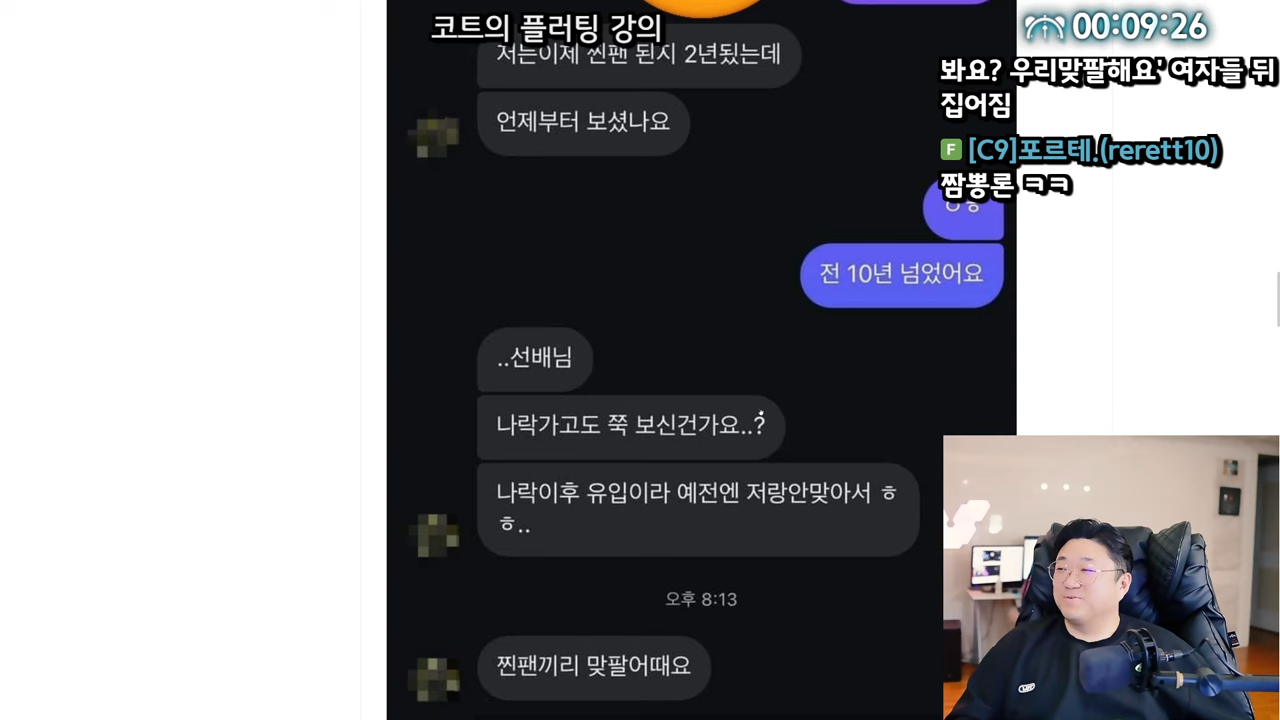 코트의 플러팅 강의
저는이제 찐팬 된지 2년됬는데
언제부터 보셨나요
ㅇㅎ
전 10년 넘었어요
..선배님
나락가고도 쭉 보신건가요..?
나락이후 유입이라 예전엔 저랑안맞아서 ㅎ
ㅎ..
오후 8:13
찐팬끼리 맞팔어때요
00:09:26
봐요? 우리맞팔해요' 여자들 뒤
집어짐
F [C9]포르테.(rerett10)
짬뽕론 ㅋㅋ